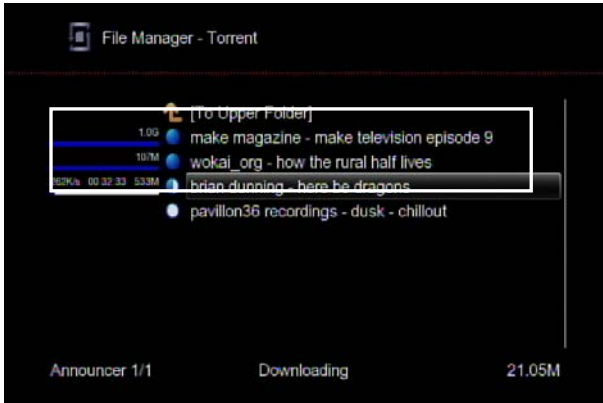 File Manager - Torrent
[To Upper Folder]
1.0G make magazine - make television episode 9
107M wokai_org - how the rural half lives
262K/s 00:32:33 533M brian dunning - here be dragons
pavillon36 recordings - dusk - chillout
Announcer 1/1 Downloading 21.05M